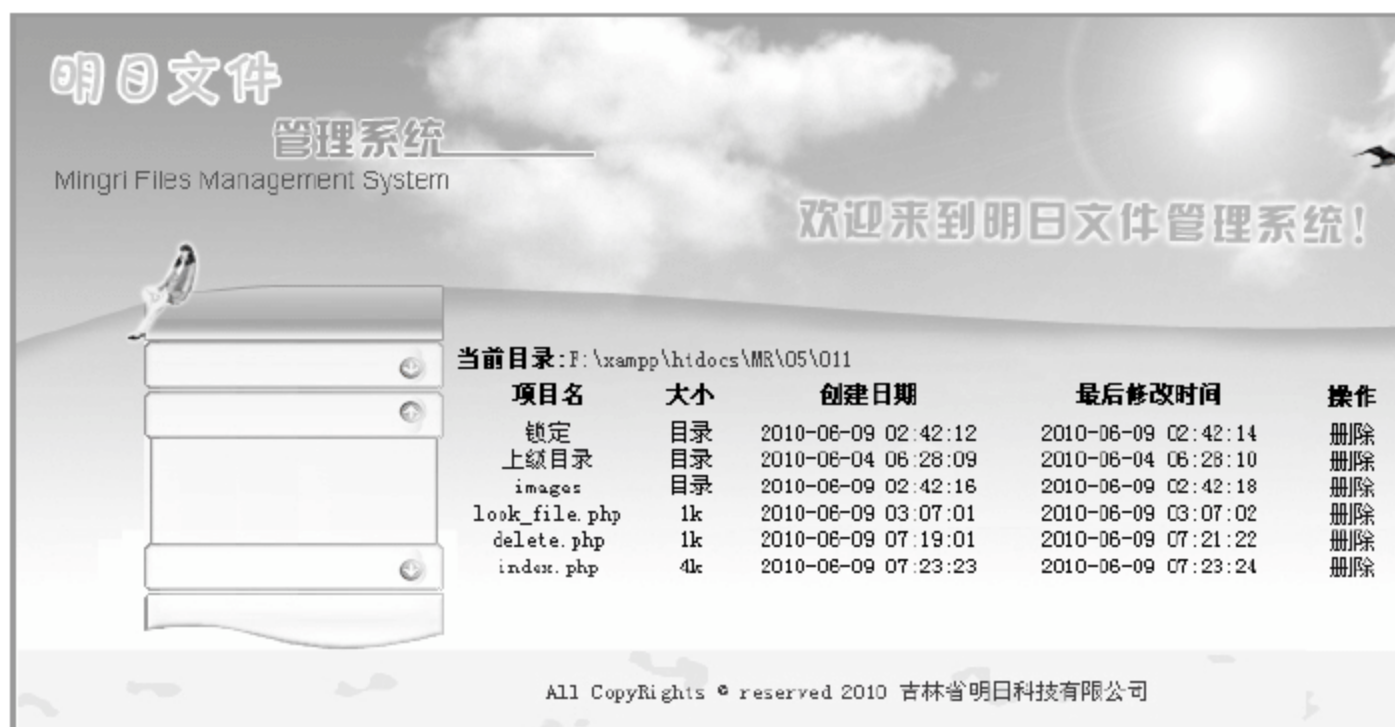 明日文件
管理系统
Mingri Files Management System
欢迎来到明日文件管理系统!
当前目录:F:\xampp\htdocs\MR\05\011
项目名 大小 创建日期 最后修改时间 操作
锁定 目录 2010-06-09 02:42:12 2010-06-09 02:42:14 删除
上级目录 目录 2010-06-04 06:28:09 2010-06-04 06:28:10 删除
images 目录 2010-06-09 02:42:16 2010-06-09 02:42:18 删除
look_file.php 1k 2010-06-09 03:07:01 2010-06-09 03:07:02 删除
delete.php 1k 2010-06-09 07:19:01 2010-06-09 07:21:22 删除
index.php 4k 2010-06-09 07:23:23 2010-06-09 07:23:24 删除
All CopyRights © reserved 2010 吉林省明日科技有限公司